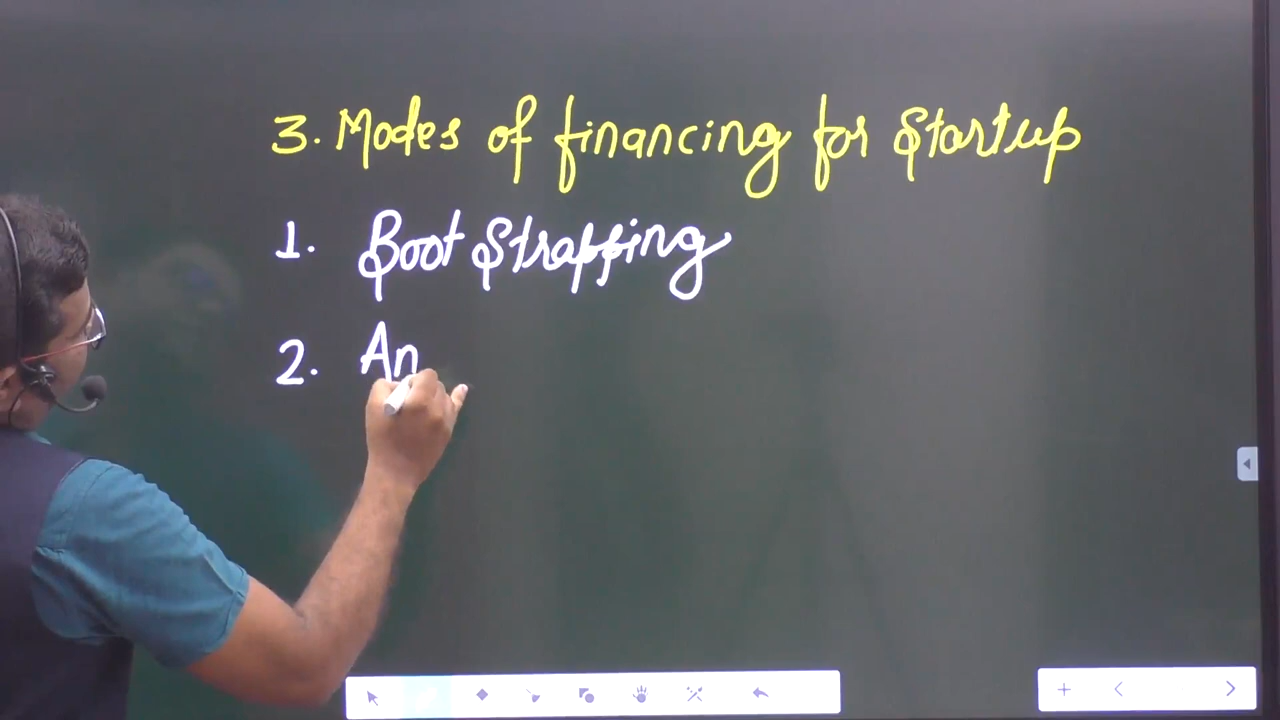 3. Modes of financing for Startup
1. Boot Strapping
2. An